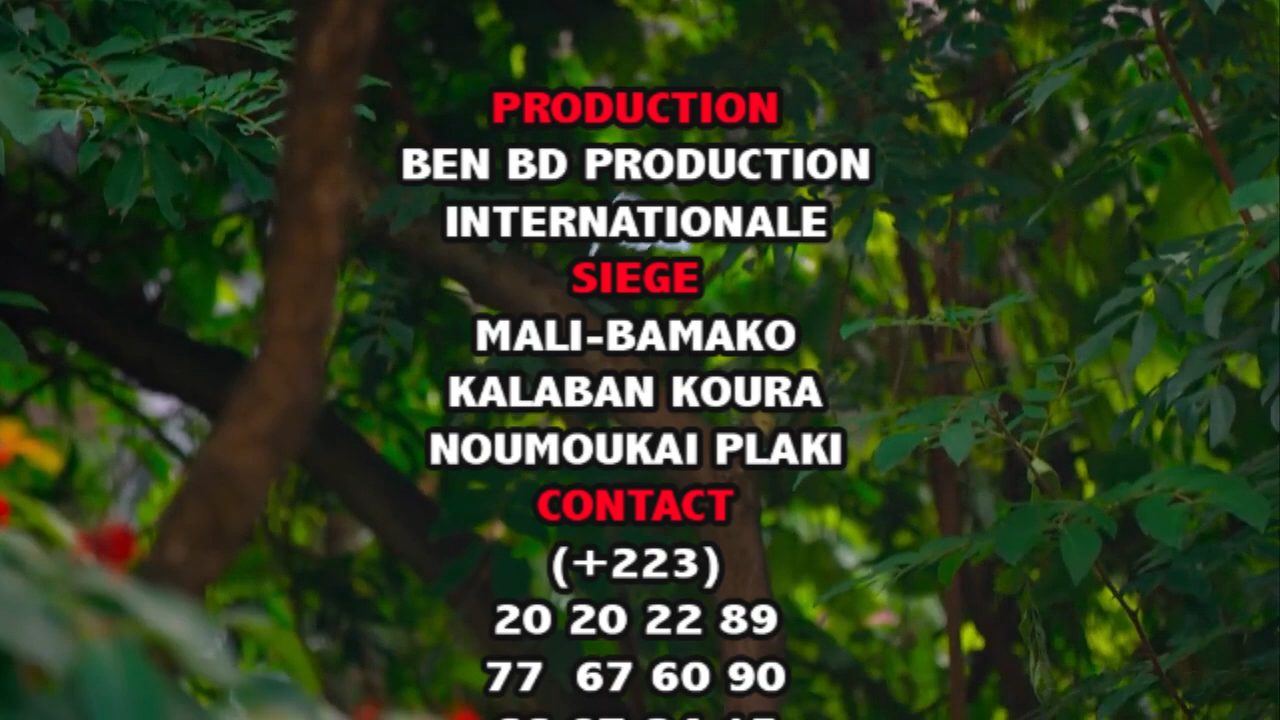 PRODUCTION
BEN BD PRODUCTION
INTERNATIONALE
SIEGE
MALI-BAMAKO
KALABAN KOURA
NOUMOUKAI PLAKI
CONTACT
(+223)
20 20 22 89
77 67 60 90